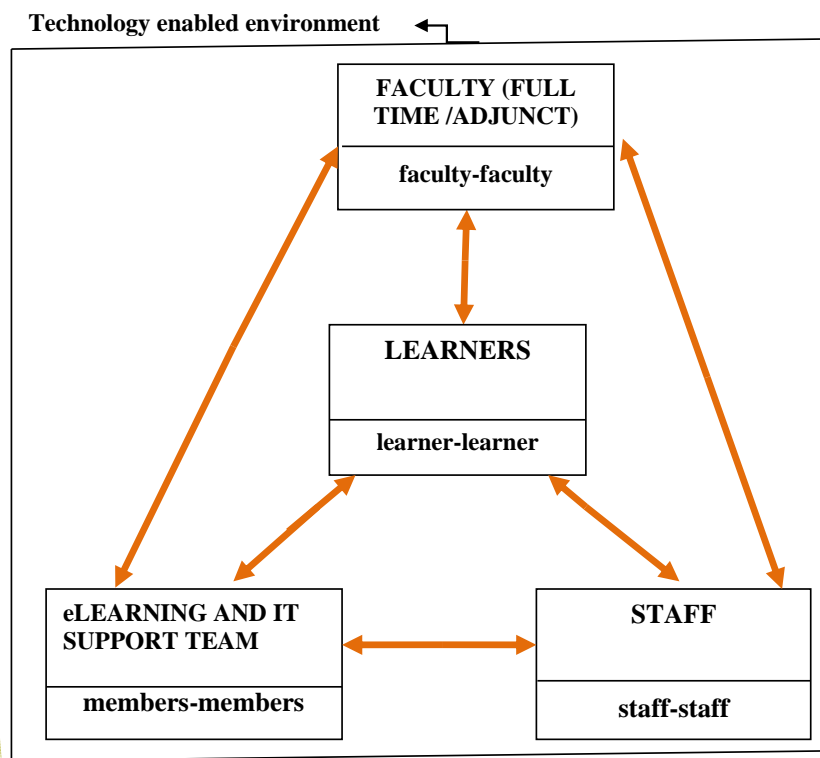 Technology enabled environment
FACULTY (FULL
TIME /ADJUNCT)
faculty-faculty
LEARNERS
learner-learner
eLEARNING AND IT
SUPPORT TEAM
members-members
STAFF
staff-staff